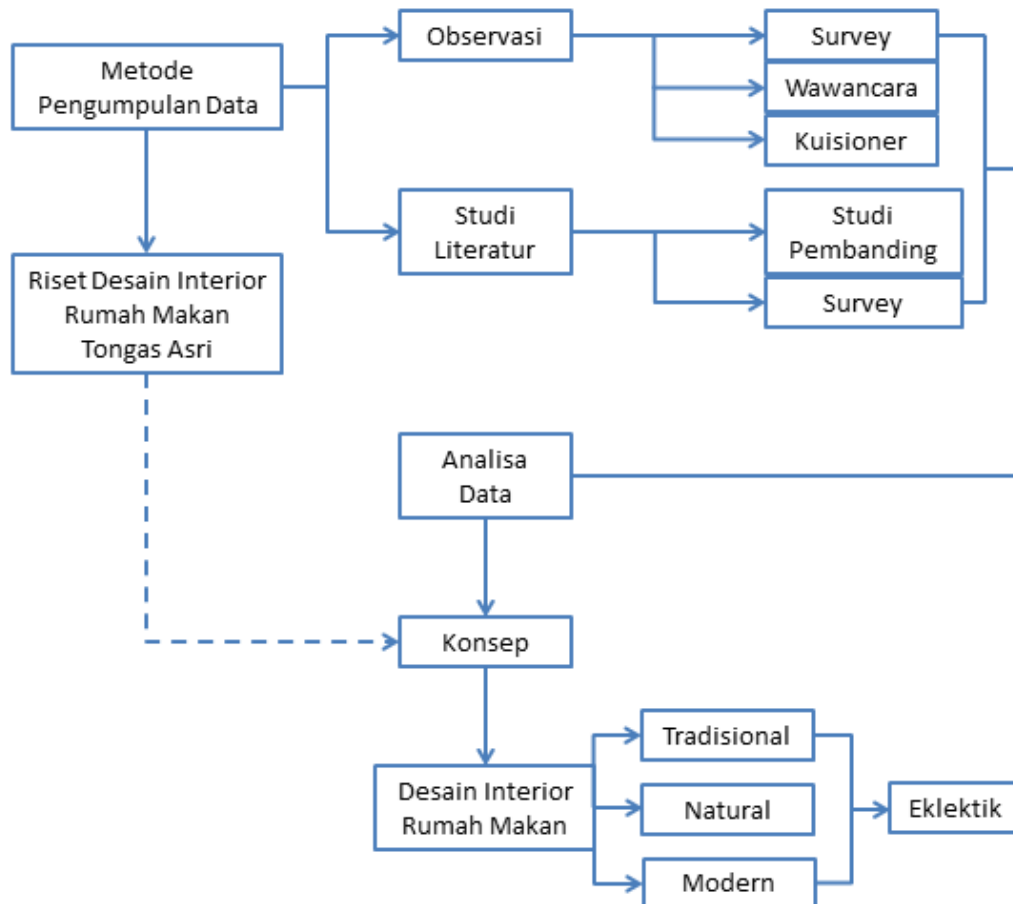 Metode
Pengumpulan Data
Observasi
Survey
Wawancara
Kuisioner
Studi
Literatur
Studi
Pembanding
Survey
Riset Desain Interior
Rumah Makan
Tongas Asri
Analisa
Data
Konsep
Desain Interior
Rumah Makan
Tradisional
Natural
Modern
Eklektik